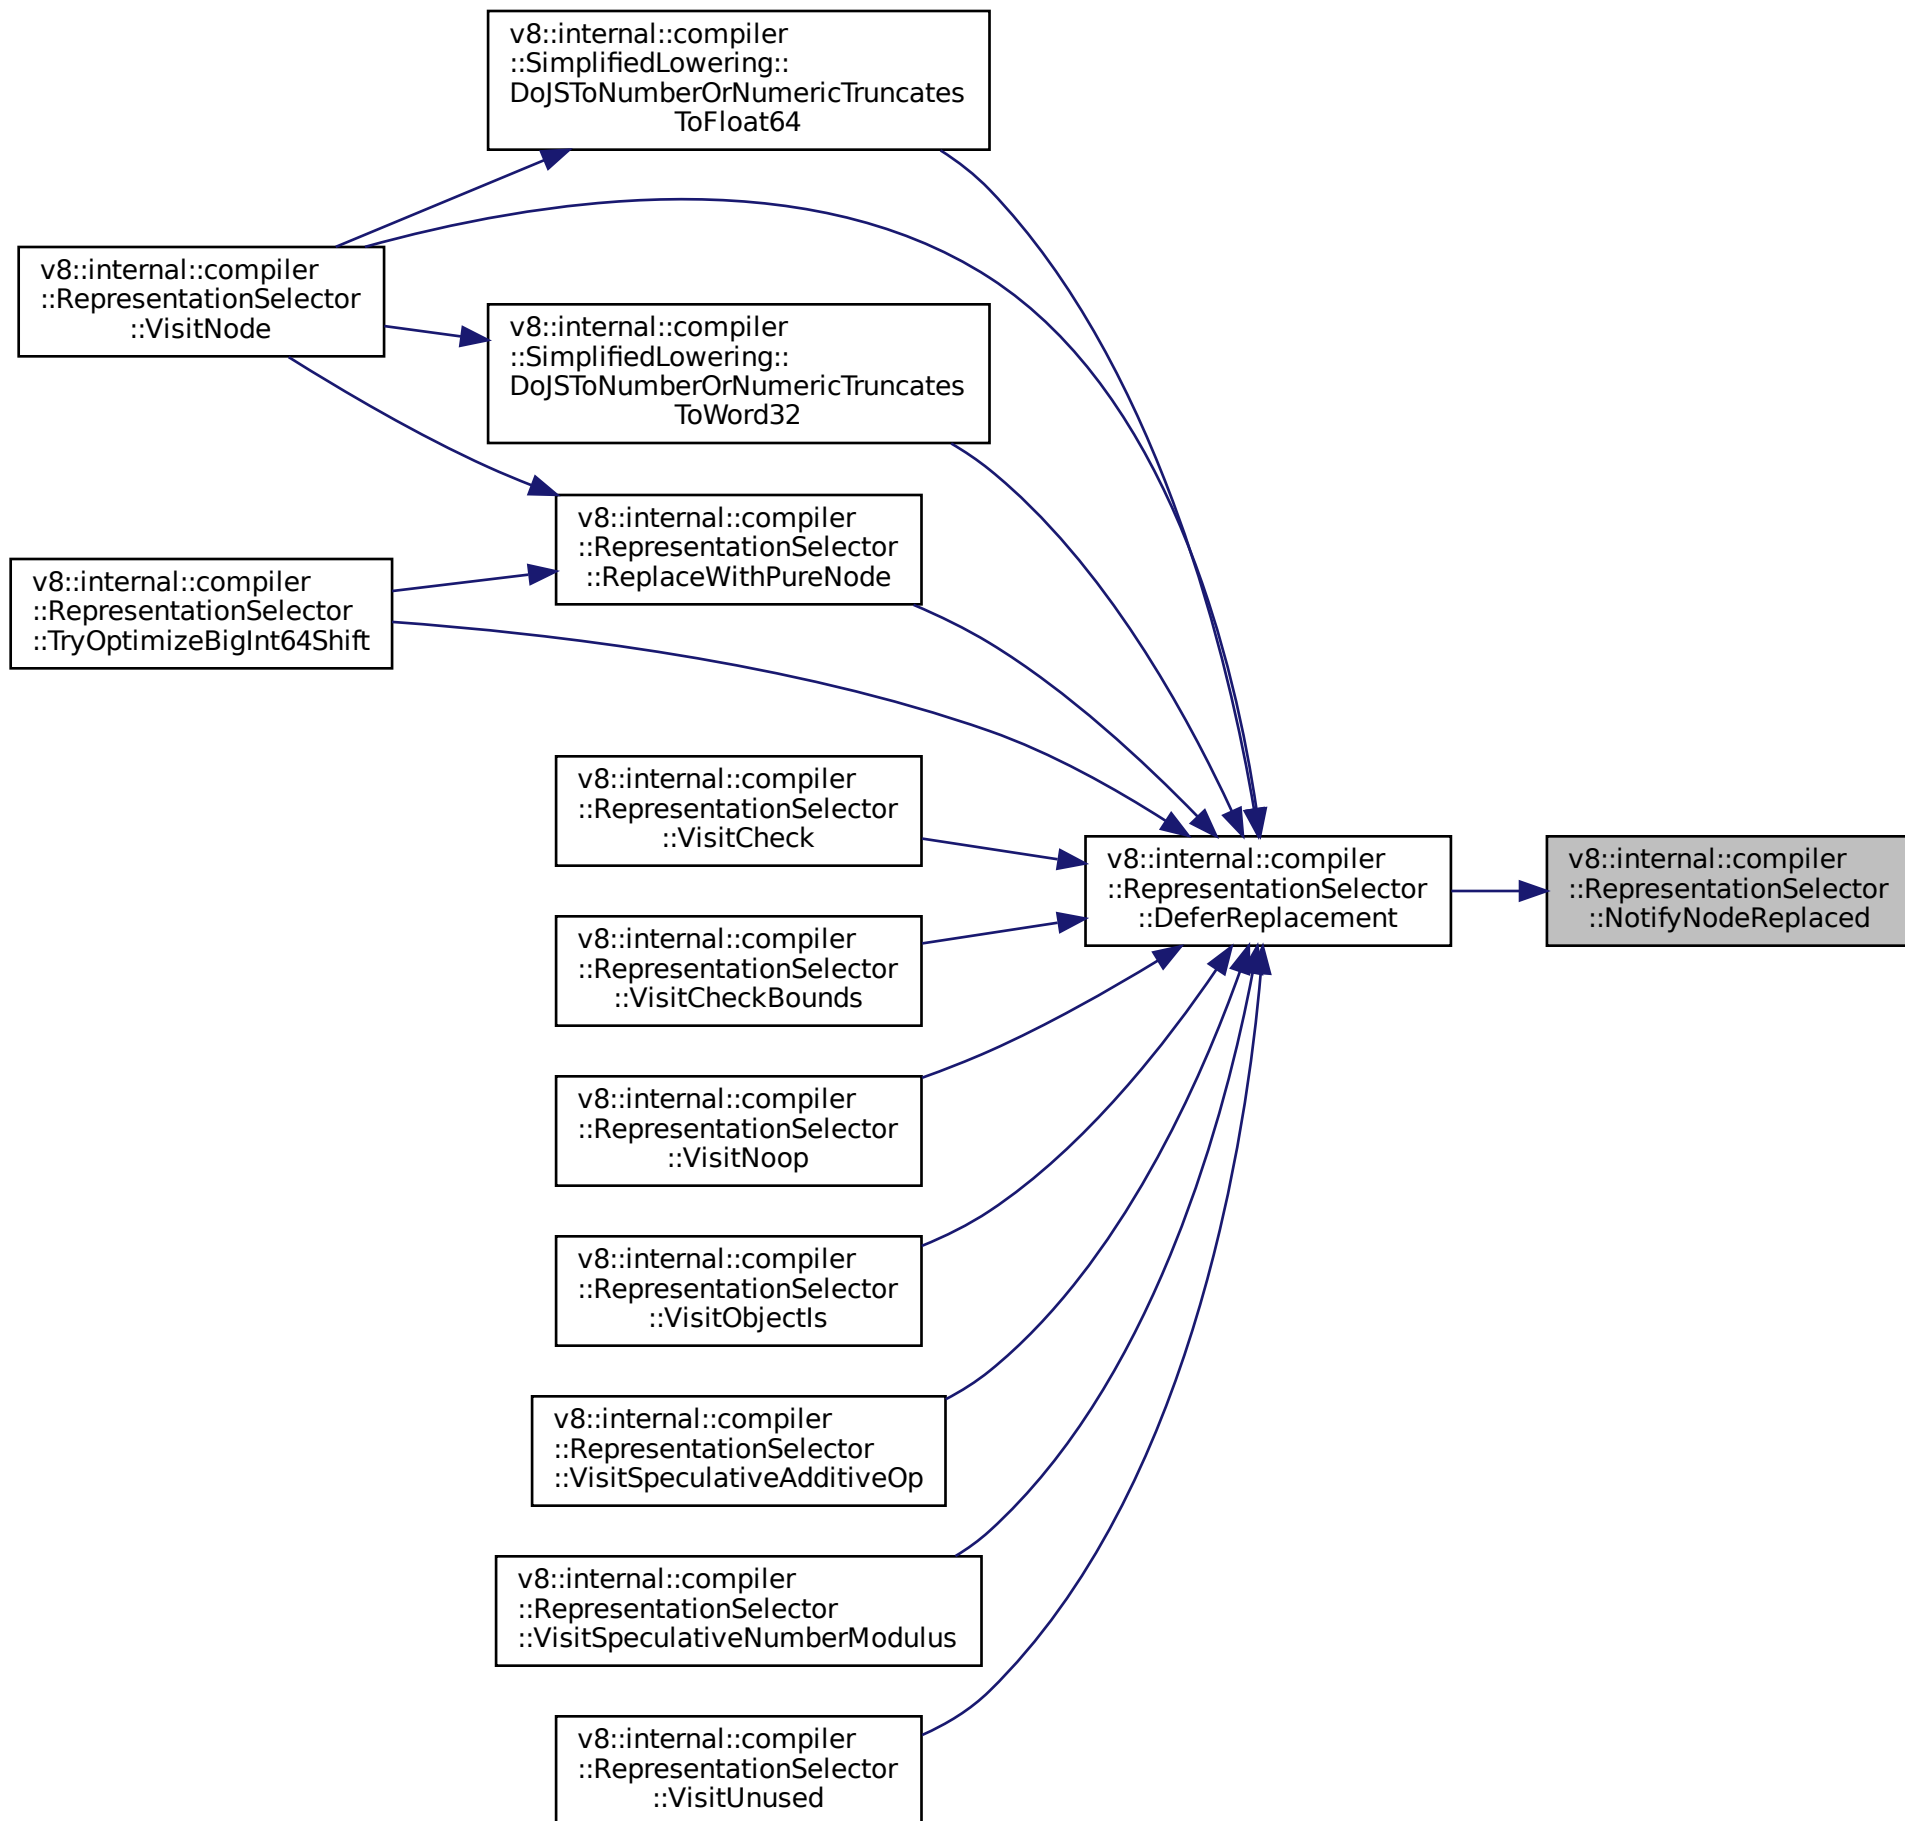 v8::internal::compiler
::SimplifiedLowering::
DoJSToNumberOrNumericTruncates
ToFloat64
v8::internal::compiler
::RepresentationSelector
::VisitNode
v8::internal::compiler
::SimplifiedLowering::
DoJSToNumberOrNumericTruncates
ToWord32
v8::internal::compiler
::RepresentationSelector
::ReplaceWithPureNode
v8::internal::compiler
::RepresentationSelector
::TryOptimizeBigInt64Shift
v8::internal::compiler
::RepresentationSelector
::VisitCheck
v8::internal::compiler
::RepresentationSelector
::DeferReplacement
v8::internal::compiler
::RepresentationSelector
::NotifyNodeReplaced
v8::internal::compiler
::RepresentationSelector
::VisitCheckBounds
v8::internal::compiler
::RepresentationSelector
::VisitNoop
v8::internal::compiler
::RepresentationSelector
::VisitObjectIs
v8::internal::compiler
::RepresentationSelector
::VisitSpeculativeAdditiveOp
v8::internal::compiler
::RepresentationSelector
::VisitSpeculativeNumberModulus
v8::internal::compiler
::RepresentationSelector
::VisitUnused